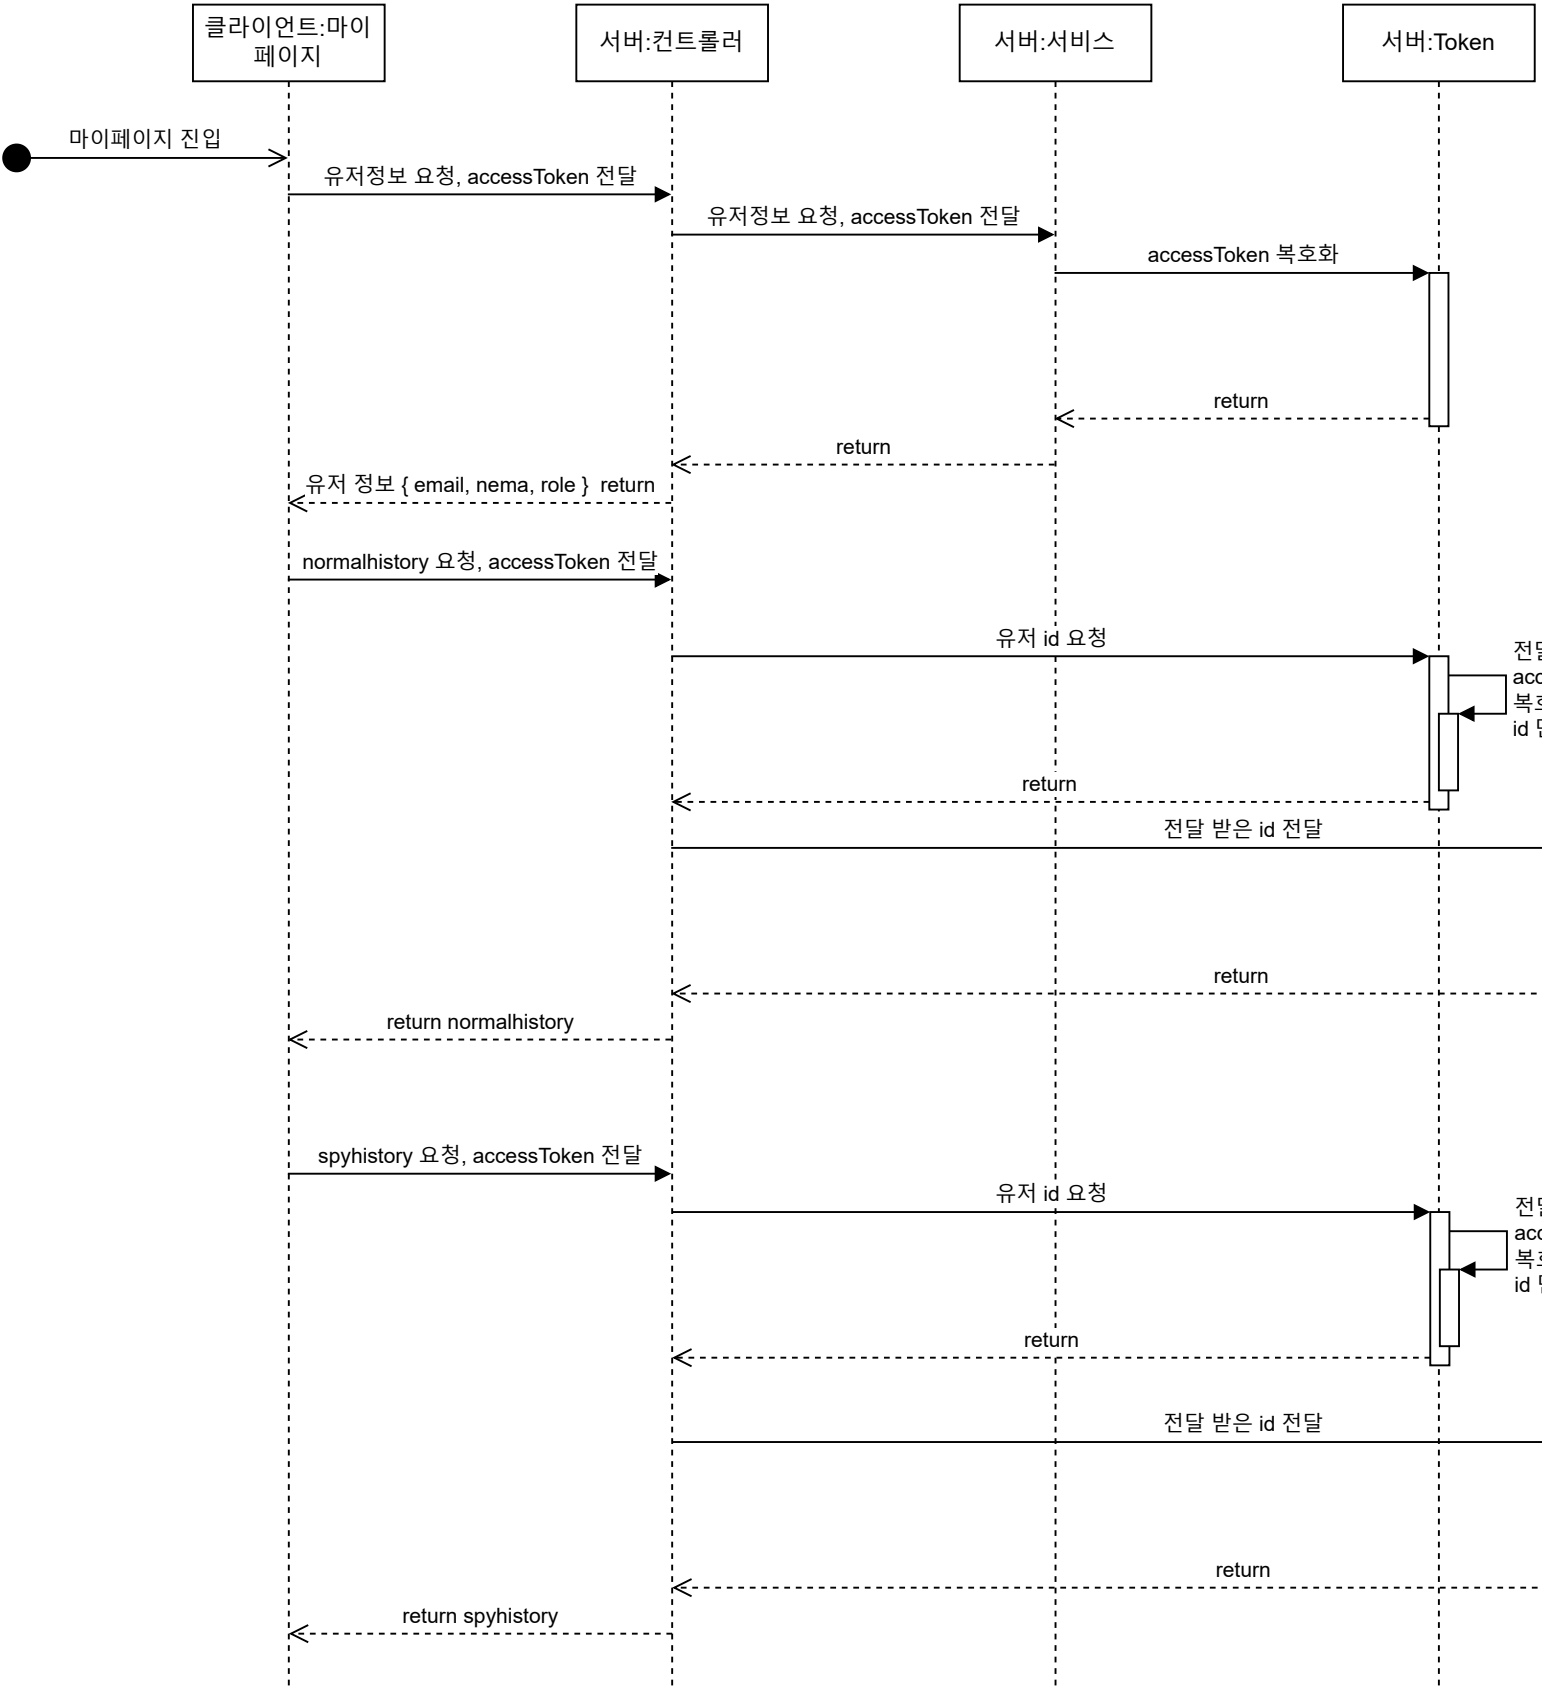 클라이언트:마이
페이지
서버:컨트롤러
서버:서비스
서버:Token
마이페이지 진입
유저정보 요청, accessToken 전달
유저정보 요청, accessToken 전달
accessToken 복호화
return
return
유저 정보 { email, nema, role }  return
normalhistory 요청, accessToken 전달
유저 id 요청
acc
id
return
전달 받은 id 전달
return
return normalhistory
spyhistory 요청, accessToken 전달
유저 id 요청
acc
id
return
전달 받은 id 전달
return
return spyhistory